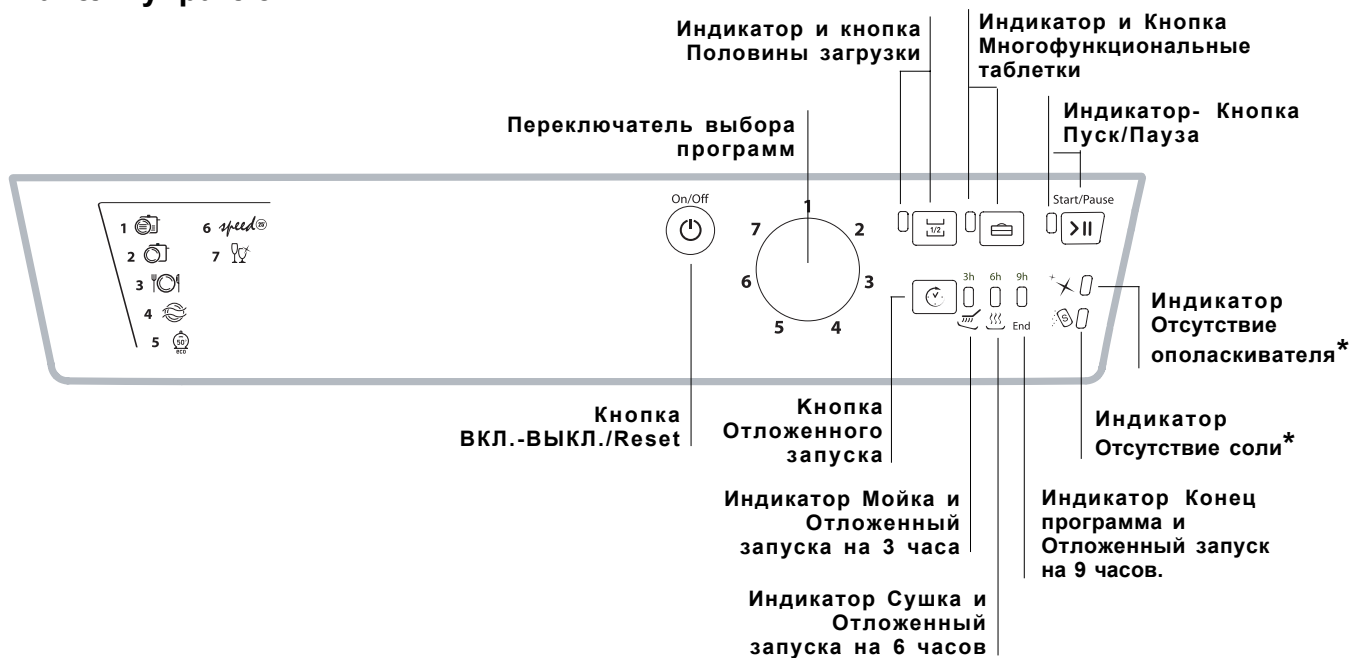 Индикатор и кнопка
Половины загрузки
Индикатор и Кнопка
Многофункциональные
таблетки
Индикатор- Кнопка
Пуск/Пауза
Переключатель выбора
программ
On/Off
Start/Pause
1
2
3
4
5
50°
eco
6 speed 25
7
1
2
3
4
5
6
7
1/2
3h 6h 9h
End
S
Индикатор
Отсутствие
ополаскивателя*
Индикатор
Отсутствие соли*
Кнопка
ВКЛ.-ВЫКЛ./Reset
Кнопка
Отложенного
запуска
Индикатор Мойка и
Отложенный
запуска на 3 часа
Индикатор Сушка и
Отложенный
запуска на 6 часов
Индикатор Конец
программа и
Отложенный запуск
на 9 часов.